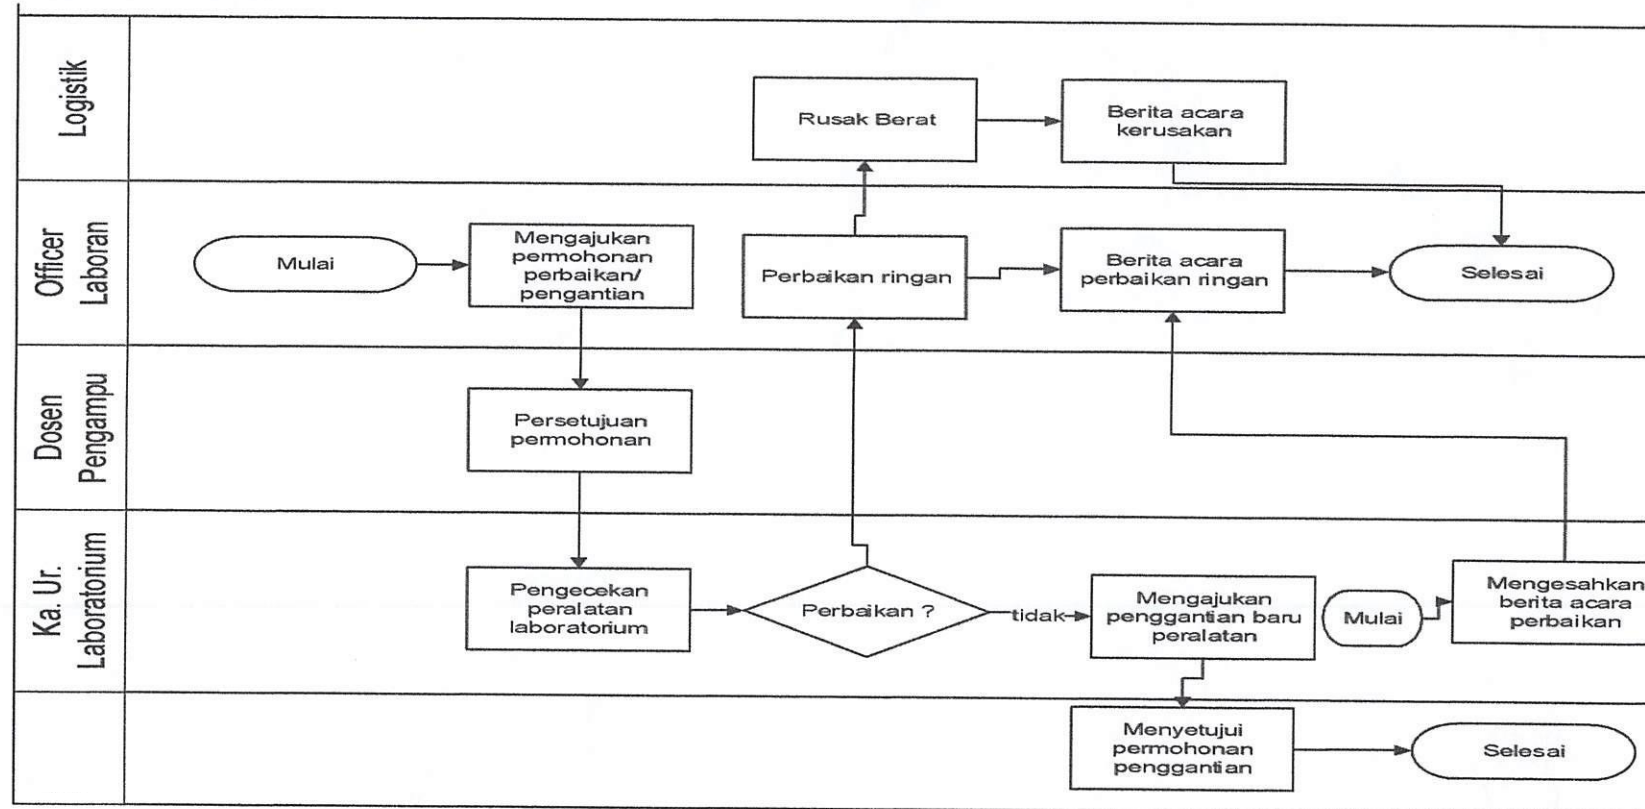 Logistik
Rusak Berat
Berita acara
kerusakan
Officer
Laboran
Mulai
Mengajukan
permohonan
perbaikan/
pengantian
Perbaikan ringan
Berita acara
perbaikan ringan
Selesai
Dosen
Pengampu
Persetujuan
permohonan
Ka. Ur.
Laboratorium
Pengecekan
peralatan
laboratorium
Perbaikan ?
tidak
Mengajukan
penggantian baru
peralatan
Mulai
Mengesahkan
berita acara
perbaikan
Menyetujui
permohonan
penggantian
Selesai